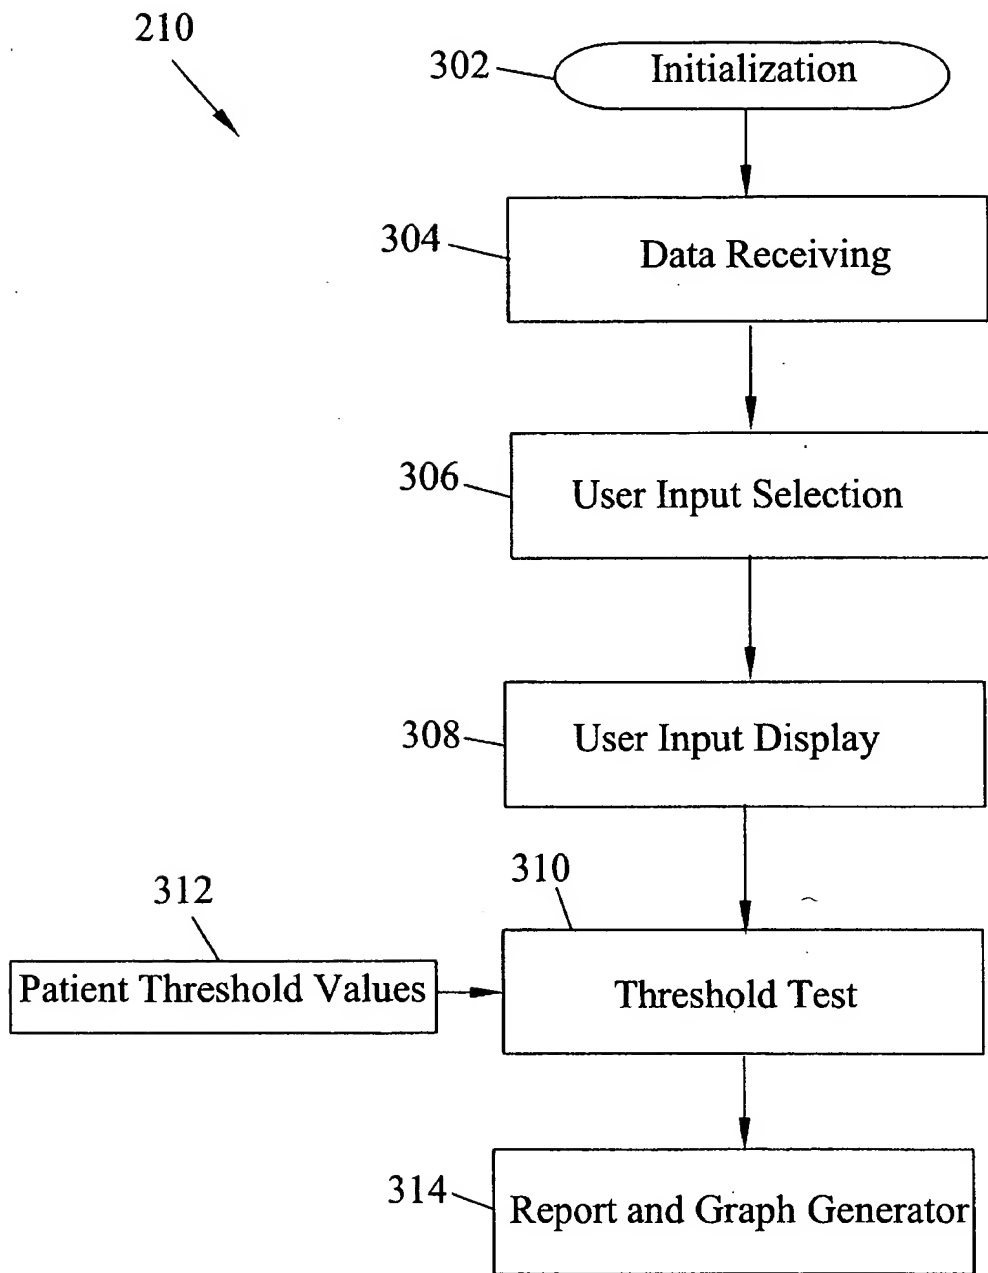 210
302
Initialization
304
Data Receiving
306
User Input Selection
308
User Input Display
310
312
Patient Threshold Values
Threshold Test
314
Report and Graph Generator